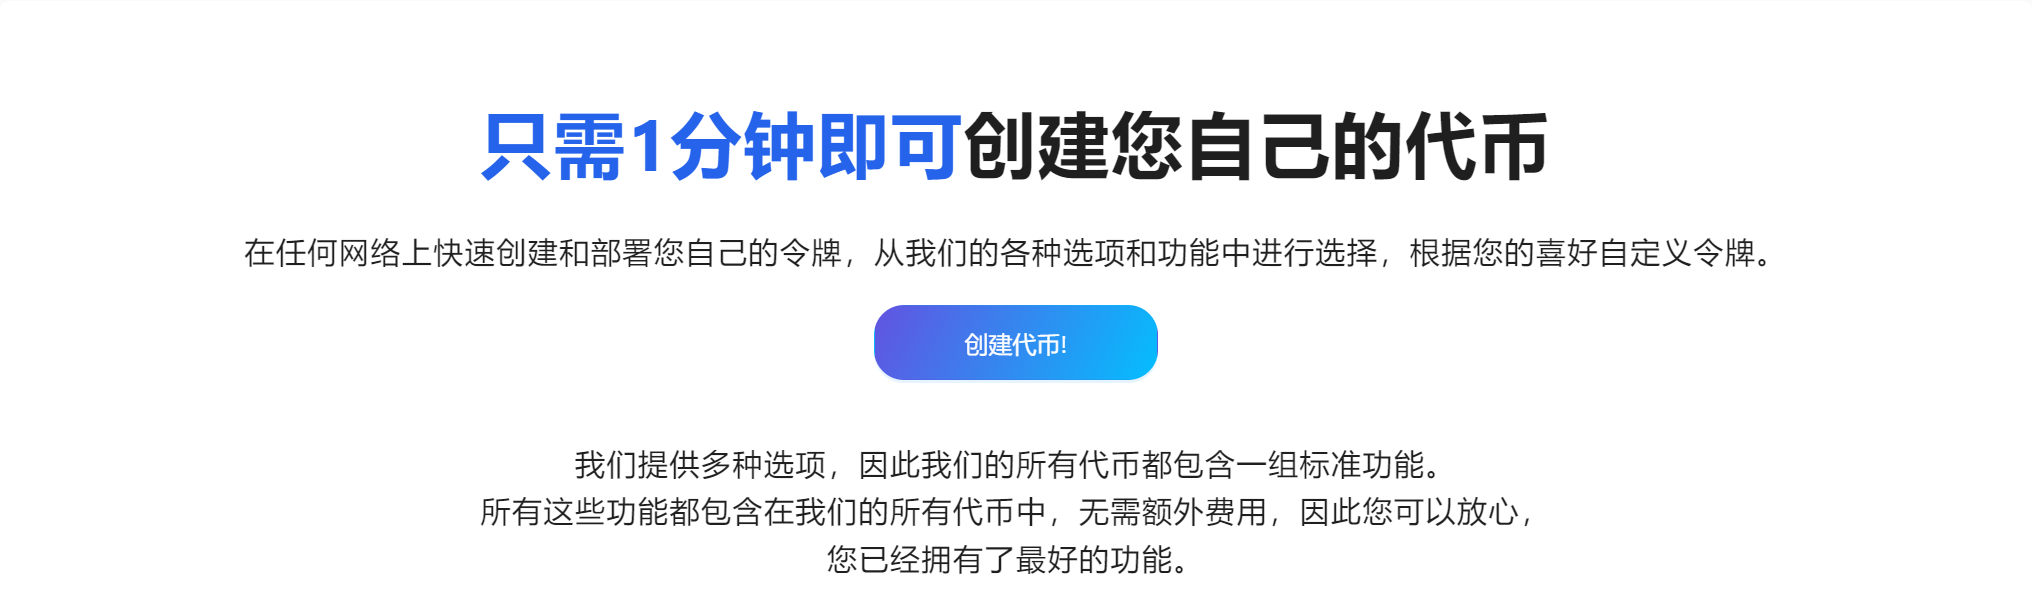 只需1分钟即可创建您自己的代币
在任何网络上快速创建和部署您自己的令牌，从我们的各种选项和功能中进行选择，根据您的喜好自定义令牌。
创建代币!
我们提供多种选项，因此我们的所有代币都包含一组标准功能。
所有这些功能都包含在我们的所有代币中，无需额外费用，因此您可以放心，
您已经拥有了最好的功能。